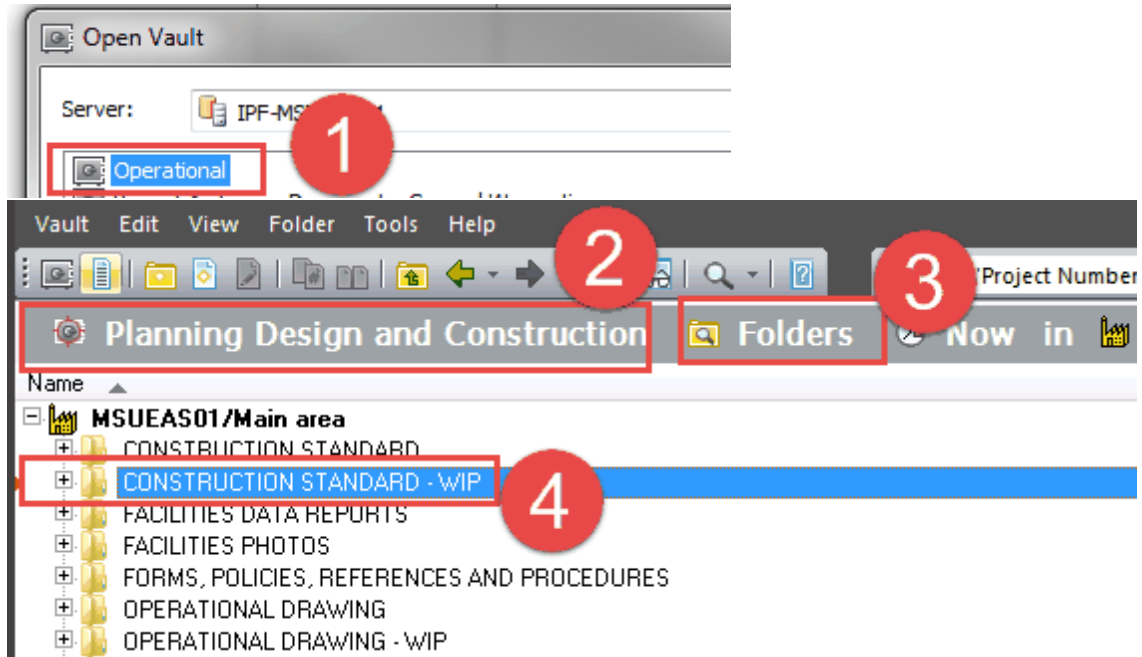 Open Vault
Server: IPF-MS
1
Operational
Vault Edit View Folder Tools Help
2
3
Project Number
Planning Design and Construction Folders Now in
Name
MSUEAS01/Main area
CONSTRUCTION STANDARD
CONSTRUCTION STANDARD - WIP
4
FACILITIES DATA REPORTS
FACILITIES PHOTOS
FORMS, POLICIES, REFERENCES AND PROCEDURES
OPERATIONAL DRAWING
OPERATIONAL DRAWING - WIP